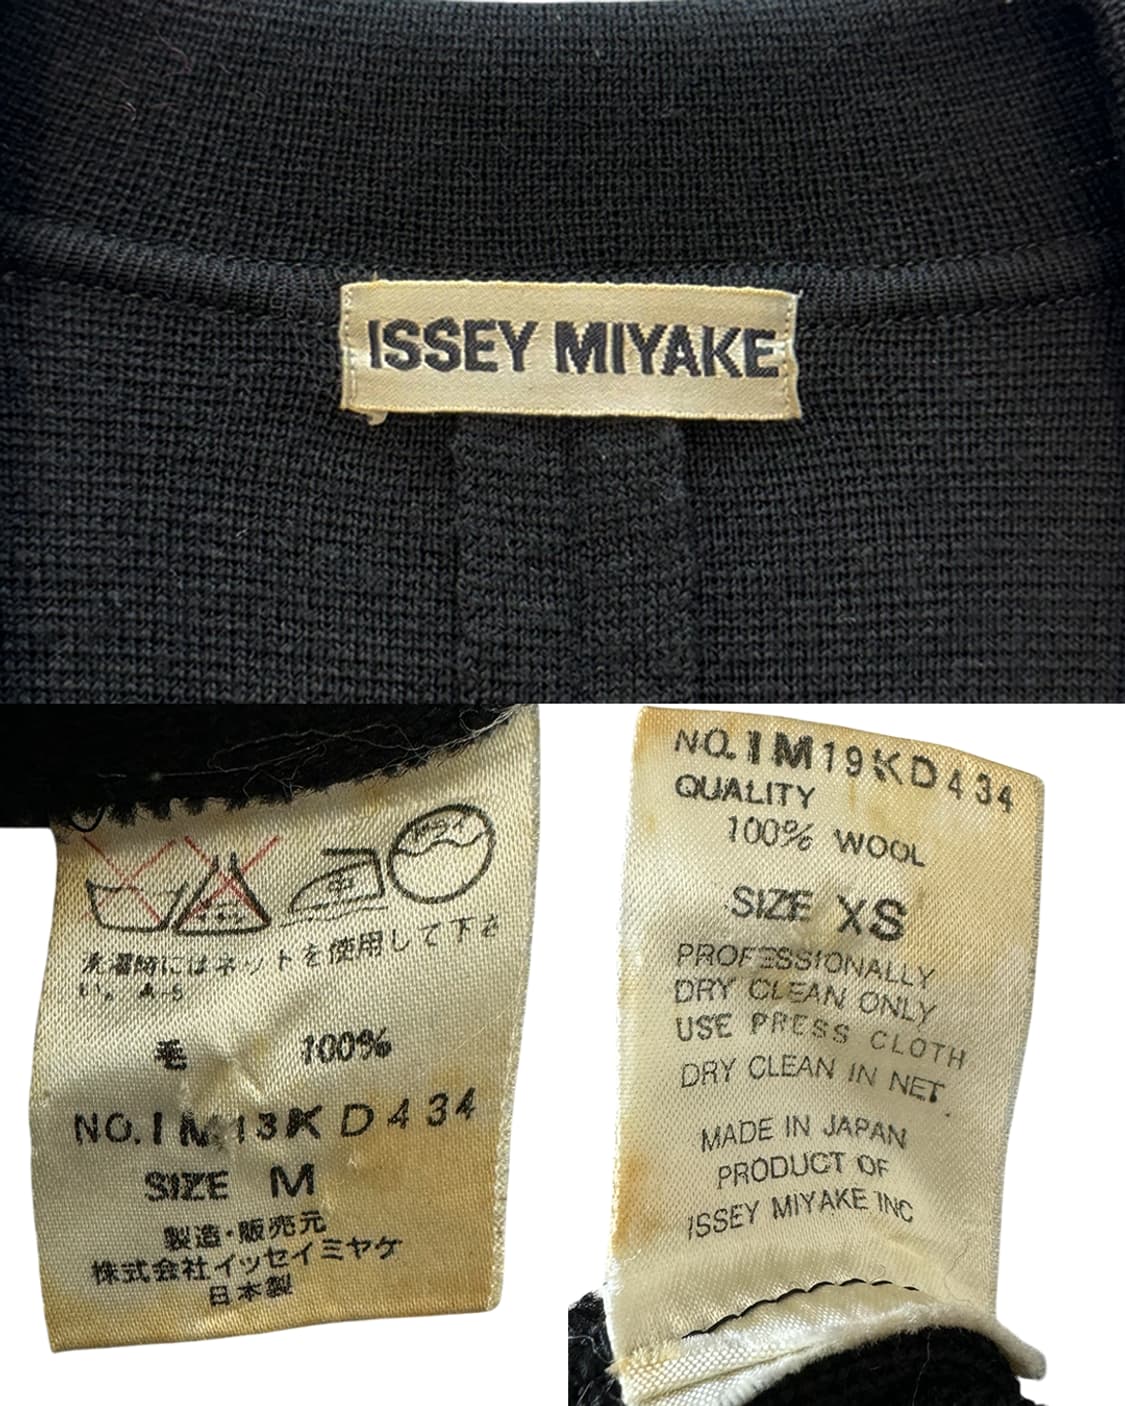 ISSEY MIYAKE
洗濯時にはネットを使用して下さ
い。 A-5
毛 100%
NO. IM13KD434
SIZE M
製造・販売元
株式会社イッセイミヤケ
日本製
NO. IM19KD434
QUALITY
100% WOOL
SIZE XS
PROFESSIONALLY
DRY CLEAN ONLY
USE PRESS CLOTH
DRY CLEAN IN NET.
MADE IN JAPAN
PRODUCT OF
ISSEY MIYAKE INC